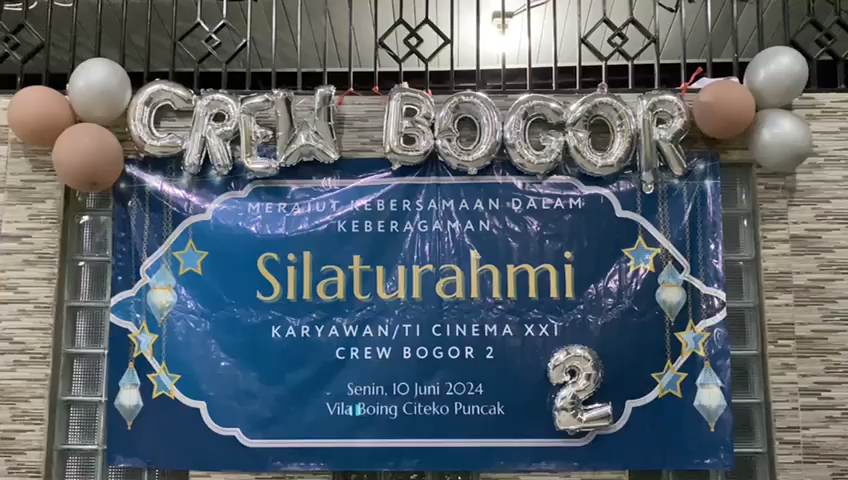 CREW BOGOR
MERAJUT KEBERSAMAAN DALAM
KEBERAGAMAN
Silaturahmi
KARYAWAN/TI CINEMA XXI
CREW BOGOR 2
Senin, 10 Juni 2024
Vila Boing Citeko Puncak
2